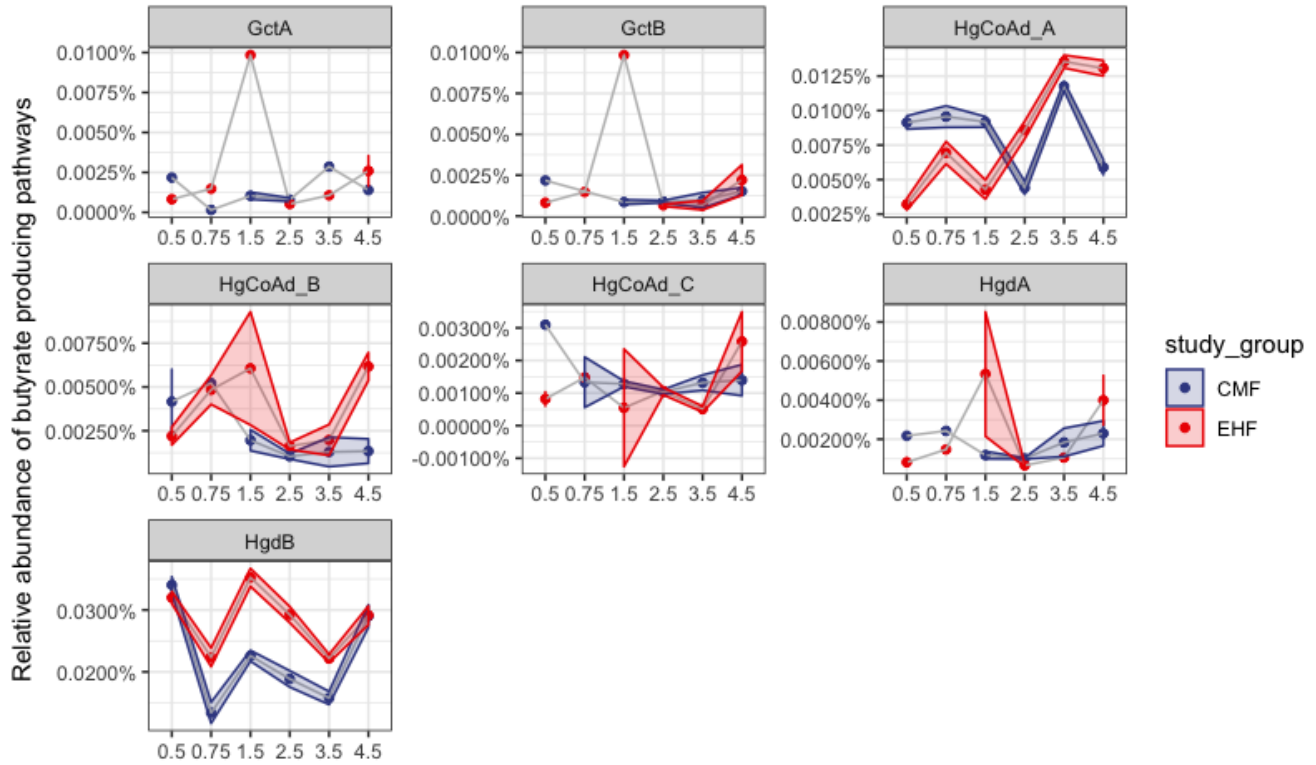 Relative abundance of butyrate producing pathways
GctA
0.0100%
0.0075%
0.0050%
0.0025%
0.0000%
0.5 0.75 1.5 2.5 3.5 4.5
GctB
0.0100%
0.0075%
0.0050%
0.0025%
0.0000%
0.5 0.75 1.5 2.5 3.5 4.5
HgCoAd_A
0.0125%
0.0100%
0.0075%
0.0050%
0.0025%
0.5 0.75 1.5 2.5 3.5 4.5
HgCoAd_B
0.00750%
0.00500%
0.00250%
0.5 0.75 1.5 2.5 3.5 4.5
HgCoAd_C
0.00300%
0.00200%
0.00100%
0.00000%
-0.00100%
0.5 0.75 1.5 2.5 3.5 4.5
HgdA
0.00800%
0.00600%
0.00400%
0.00200%
0.5 0.75 1.5 2.5 3.5 4.5
HgdB
0.0300%
0.0200%
0.5 0.75 1.5 2.5 3.5 4.5
study_group
CMF
EHF